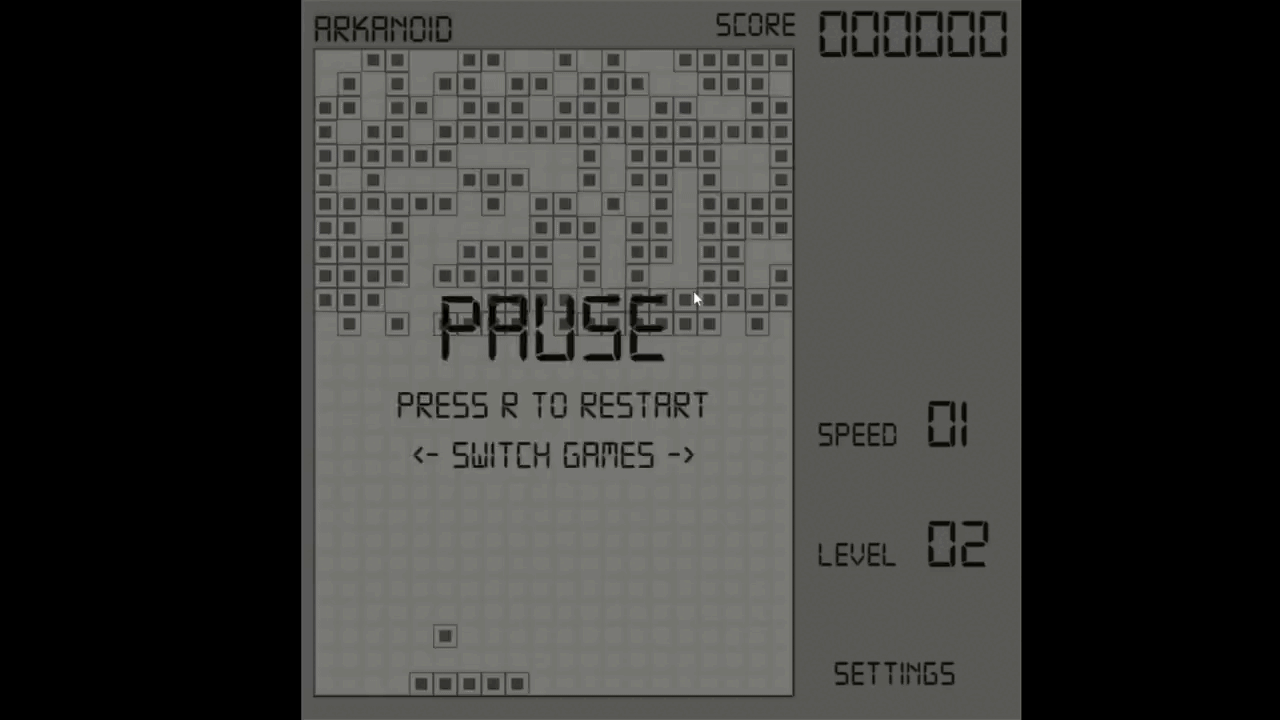 ARKANOID
SCORE 000000
PAUSE
PRESS R TO RESTART
<- SWITCH GAMES ->
SPEED 01
LEVEL 02
SETTINGS